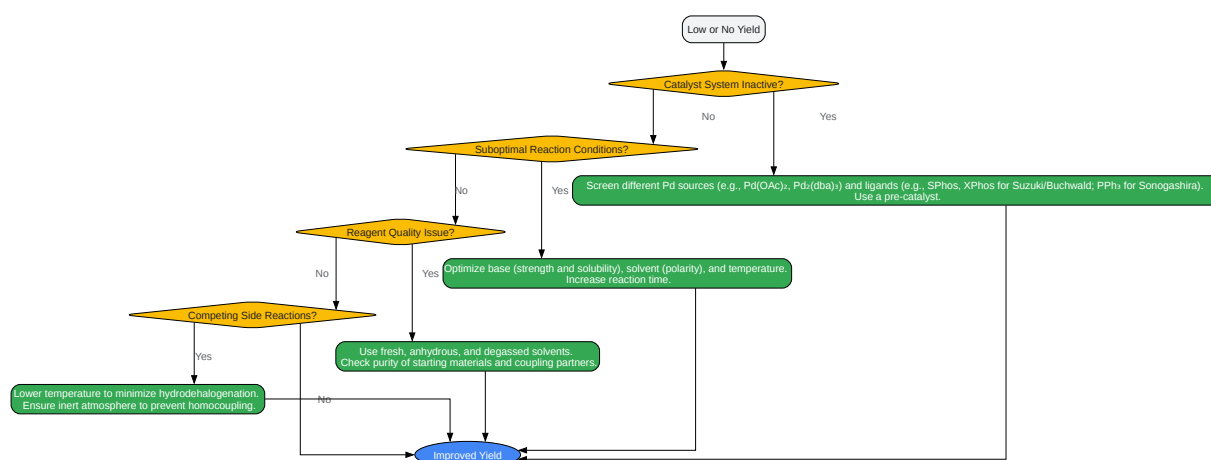 Low or No Yield
Catalyst System Inactive?
No
Yes
Suboptimal Reaction Conditions?
No
Yes
Screen different Pd sources (e.g., Pd(OAc)₂, Pd₂(dba)₃) and ligands (e.g., SPhos, XPhos for Suzuki/Buchwald; PPh₃ for Sonogashira).
Use a pre-catalyst.
Reagent Quality Issue?
No
Yes
Optimize base (strength and solubility), solvent (polarity), and temperature.
Increase reaction time.
Competing Side Reactions?
Yes
Use fresh, anhydrous, and degassed solvents.
Check purity of starting materials and coupling partners.
Lower temperature to minimize hydrodehalogenation.
Ensure inert atmosphere to prevent homocoupling.
No
Improved Yield